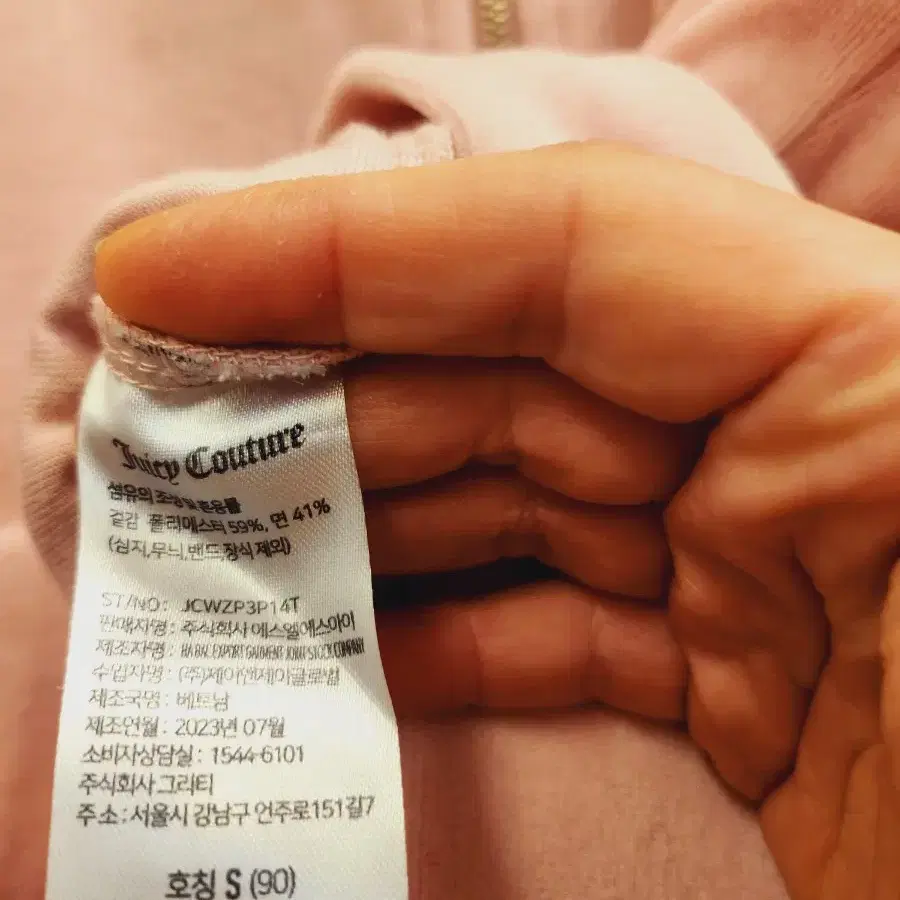 Juicy Couture
섬유의 조성 및 혼용률
겉감 폴리에스터 59%, 면 41%
(심지,무늬,밴드,장식 제외)
ST/NO: JCWZP3P14T
판매자명: 주식회사 에스엘에스아이
제조자명: HA BAC EXPORT GARMENT JOINT STOCK COMPANY
수입자명: (주)제이앤제이글로벌
제조국명: 베트남
제조연월: 2023년 07월
소비자상담실: 1544-6101
주식회사 그리티
주소:서울시 강남구 언주로151길7
호칭 S (90)